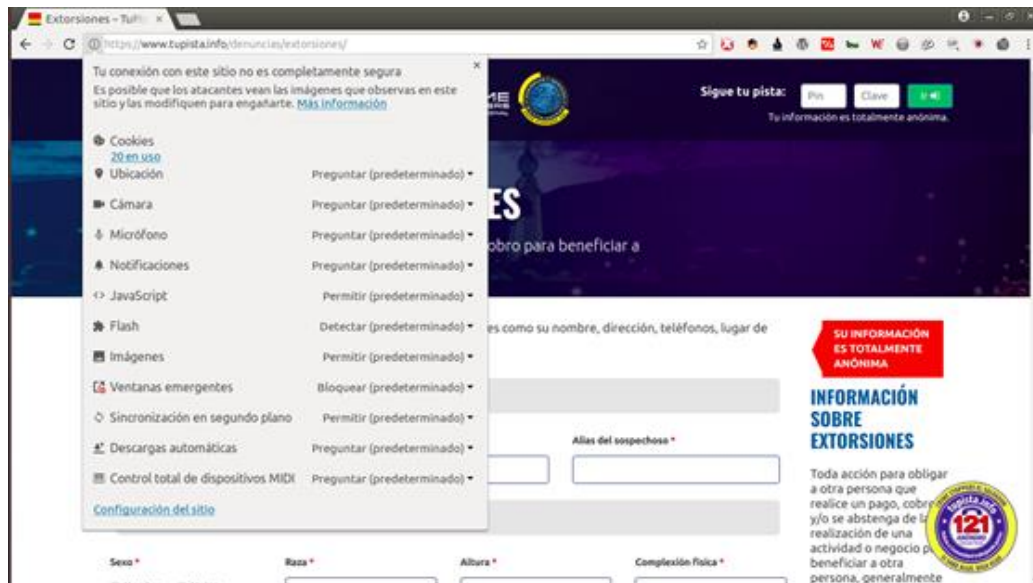 Extorsiones - TuPi
https://www.tupista.info/denuncias/extorsiones/
Tu conexión con este sitio no es completamente segura
Es posible que los atacantes vean las imágenes que observas en este
sitio y las modifiquen para engañarte. Más información
Cookies
20 en uso
Ubicación Preguntar (predeterminado)
Cámara Preguntar (predeterminado)
Micrófono Preguntar (predeterminado)
Notificaciones Preguntar (predeterminado)
JavaScript Permitir (predeterminado)
Flash Detectar (predeterminado)
Imágenes Permitir (predeterminado)
Ventanas emergentes Bloquear (predeterminado)
Sincronización en segundo plano Permitir (predeterminado)
Descargas automáticas Preguntar (predeterminado)
Control total de dispositivos MIDI Preguntar (predeterminado)
Configuración del sitio
Sigue tu pista: Pin Clave Ir
Tu información es totalmente anónima.
ES
obro para beneficiar a
es como su nombre, dirección, teléfonos, lugar de
Alias del sospechoso *
Sexo * Raza * Altura * Complexión física *
SU INFORMACIÓN
ES TOTALMENTE
ANÓNIMA
INFORMACIÓN
SOBRE
EXTORSIONES
Toda acción para obligar
a otra persona que
realice un pago, cobre
y/o se abstenga de la
realización de una
actividad o negocio p
beneficiar a otra
persona, generalmente
tupista.info
121